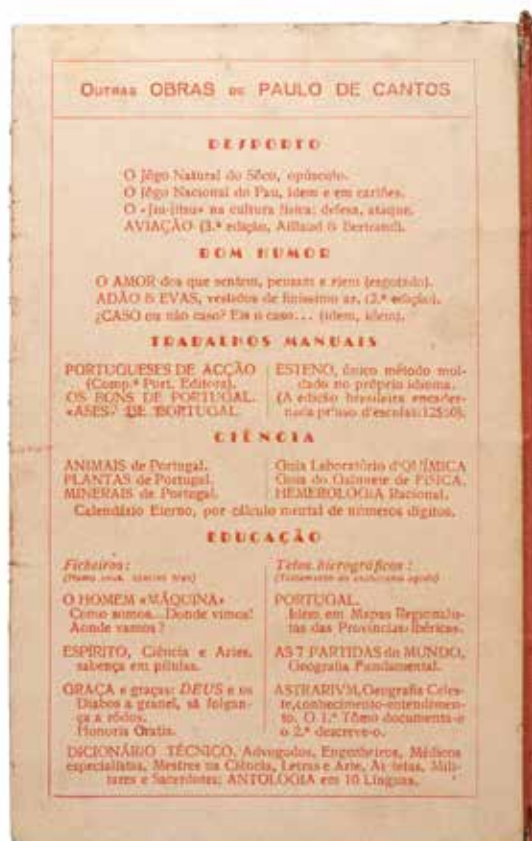 OUTRAS OBRAS DE PAULO DE CANTOS
DESPORTO
O Jôgo Natural do Sôco, opúsculo.
O Jôgo Nacional do Pau, idem e em cartões.
O «Jiu-jitsu» na cultura física: defesa, ataque.
AVIAÇÃO (3.ª edição, Aillaud & Bertrand).
BOM HUMOR
O AMOR dos que sentem, pensam e riem (esgotado).
ADÃO & EVAS, vestidos de finíssimo ar, (2.ª edição).
¿CASO ou não caso? Eis o caso... (idem, idem).
TRABALHOS MANUAIS
PORTUGUESES DE ACÇÃO
(Comp.ª Port. Editora).
OS BONS DE PORTUGAL.
«ASES» DE PORTUGAL.
ESTENO, único método mol-
dado no próprio idioma.
(A edição brasileira encader-
nada pr'uso d'escolas: 12$50).
CIÊNCIA
ANIMAIS de Portugal.
PLANTAS de Portugal.
MINERAIS de Portugal.
Guia Laboratório d'QUÍMICA
Guia do Gabinete de FÍSICA.
HEMEROLOGIA Racional.
Calendário Eterno, por cálculo mental de números dígitos.
EDUCAÇÃO
Ficheiros:
O HOMEM «MÁQUINA»
Como somos... Donde vimos!
Aonde vamos?
ESPÍRITO, Ciência e Artes,
sabença em pílulas.
GRAÇA e graças: DEUS e os
Diabos a granel, sã folgan-
ça a rôdos.
Honoris Gratis.
Telos hierográficos:
PORTUGAL.
Idem em Mapas Regionalis-
tas das Províncias-Ibéricas.
AS 7 PARTIDAS do MUNDO,
Geografia Fundamental.
ASTRARIVM, Geografia Celes-
te, conhecimento-entendimen-
to. O 1.º Tômo documenta-e
o 2.º descreve-o.
DICIONÁRIO TÉCNICO, Advogados, Engenheiros, Médicos
especialistas, Mestres na Ciência, Letras e Arte, Mili-
tares e Sacerdotes: ANTOLOGIA em 10 Línguas.